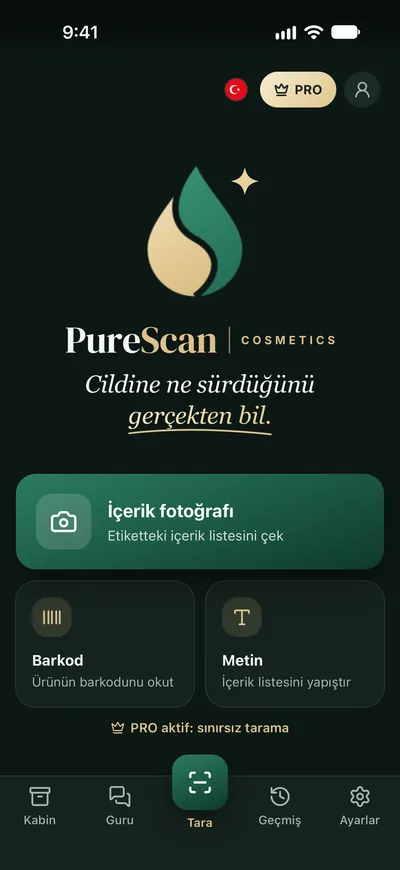 9:41
PRO
PureScan | COSMETICS
Cildine ne sürdüğünü
gerçekten bil.
İçerik fotoğrafı
Etiketteki içerik listesini çek
Barkod
Ürünün barkodunu okut
Metin
İçerik listesini yapıştır
PRO aktif: sınırsız tarama
Kabin
Guru
Tara
Geçmiş
Ayarlar